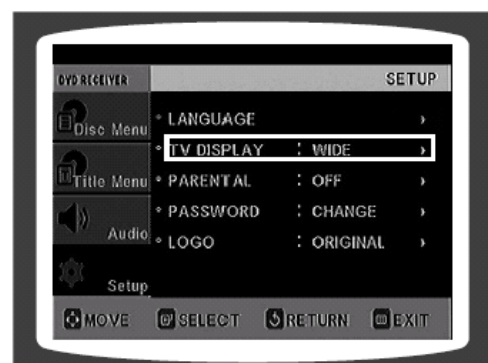 DVD RECEIVER SETUP
Disc Menu
Title Menu
Audio
Setup
LANGUAGE
TV DISPLAY : WIDE
PARENTAL : OFF
PASSWORD : CHANGE
LOGO : ORIGINAL
MOVE SELECT RETURN EXIT